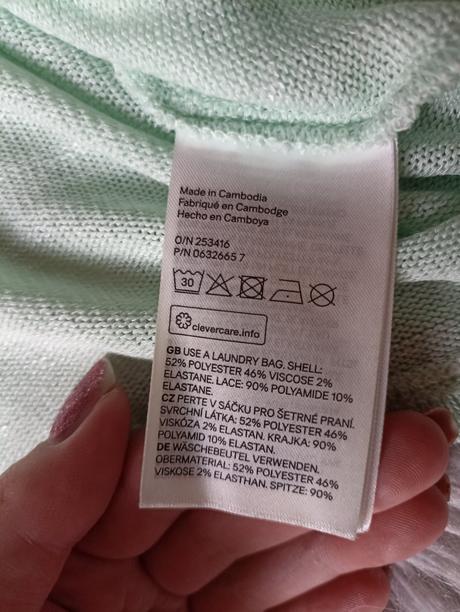 Made in Cambodia
Fabriqué en Cambodge
Hecho en Camboya
O/N 253416
P/N 0632665 7
30
clevercare.info
GB USE A LAUNDRY BAG. SHELL:
52% POLYESTER 46% VISCOSE 2%
ELASTANE. LACE: 90% POLYAMIDE 10%
ELASTANE.
CZ PERTE V SÁČKU PRO ŠETRNÉ PRANÍ.
SVRCHNÍ LÁTKA: 52% POLYESTER 46%
VISKÓZA 2% ELASTAN. KRAJKA: 90%
POLYAMID 10% ELASTAN.
DE WÄSCHEBEUTEL VERWENDEN.
OBERMATERIAL: 52% POLYESTER 46%
VISKOSE 2% ELASTHAN. SPITZE: 90%